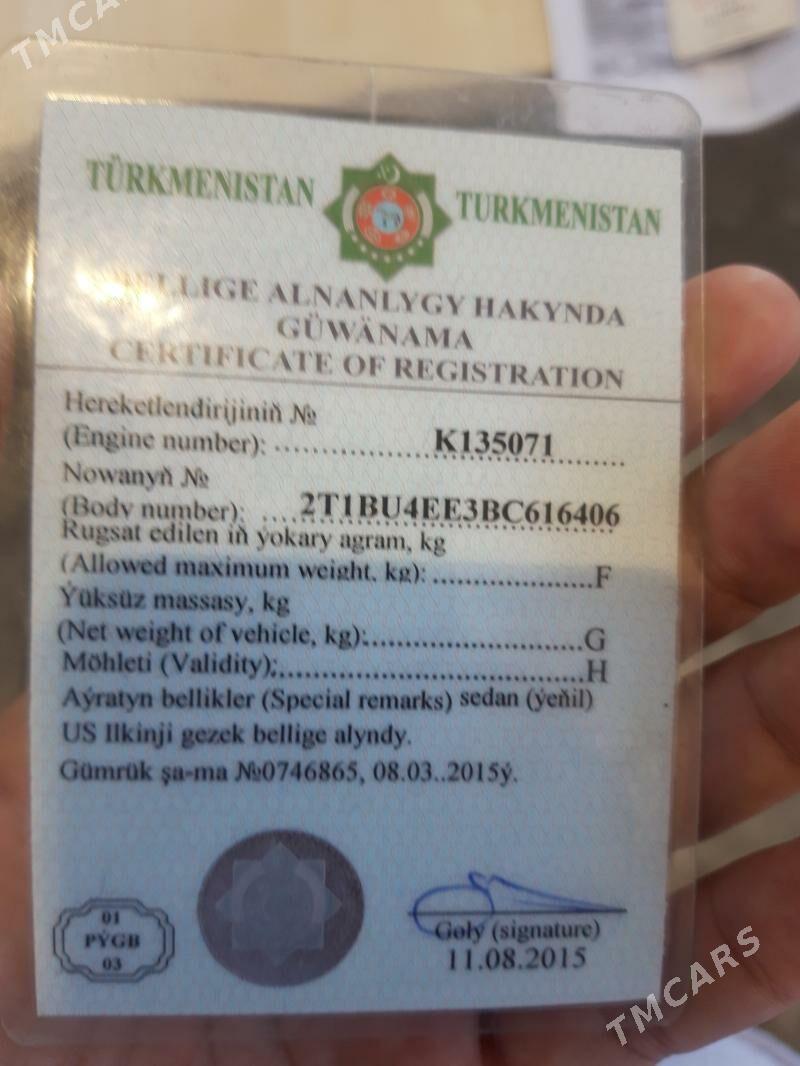 TMCARS
TÜRKMENISTAN TURKMENISTAN
BELLIGE ALNANLYGY HAKYNDA
GÜWÄNAMA
CERTIFICATE OF REGISTRATION
Hereketlendirijiniň №
(Engine number): .................... K135071 ..........
Nowanyň №
(Body number): .... 2T1BU4EE3BC616406
Rugsat edilen iň ýokary agram, kg
(Allowed maximum weight, kg): ....................F
Ýüksüz massasy, kg
(Net weight of vehicle, kg):..........................G
Möhleti (Validity):.....................................H
Aýratyn bellikler (Special remarks) sedan (ýeňil)
US Ilkinji gezek bellige alyndy.
Gümrük şa-ma №0746865, 08.03..2015ý.
01
PÝGB
03
Goly (signature)
11.08.2015
TMCARS